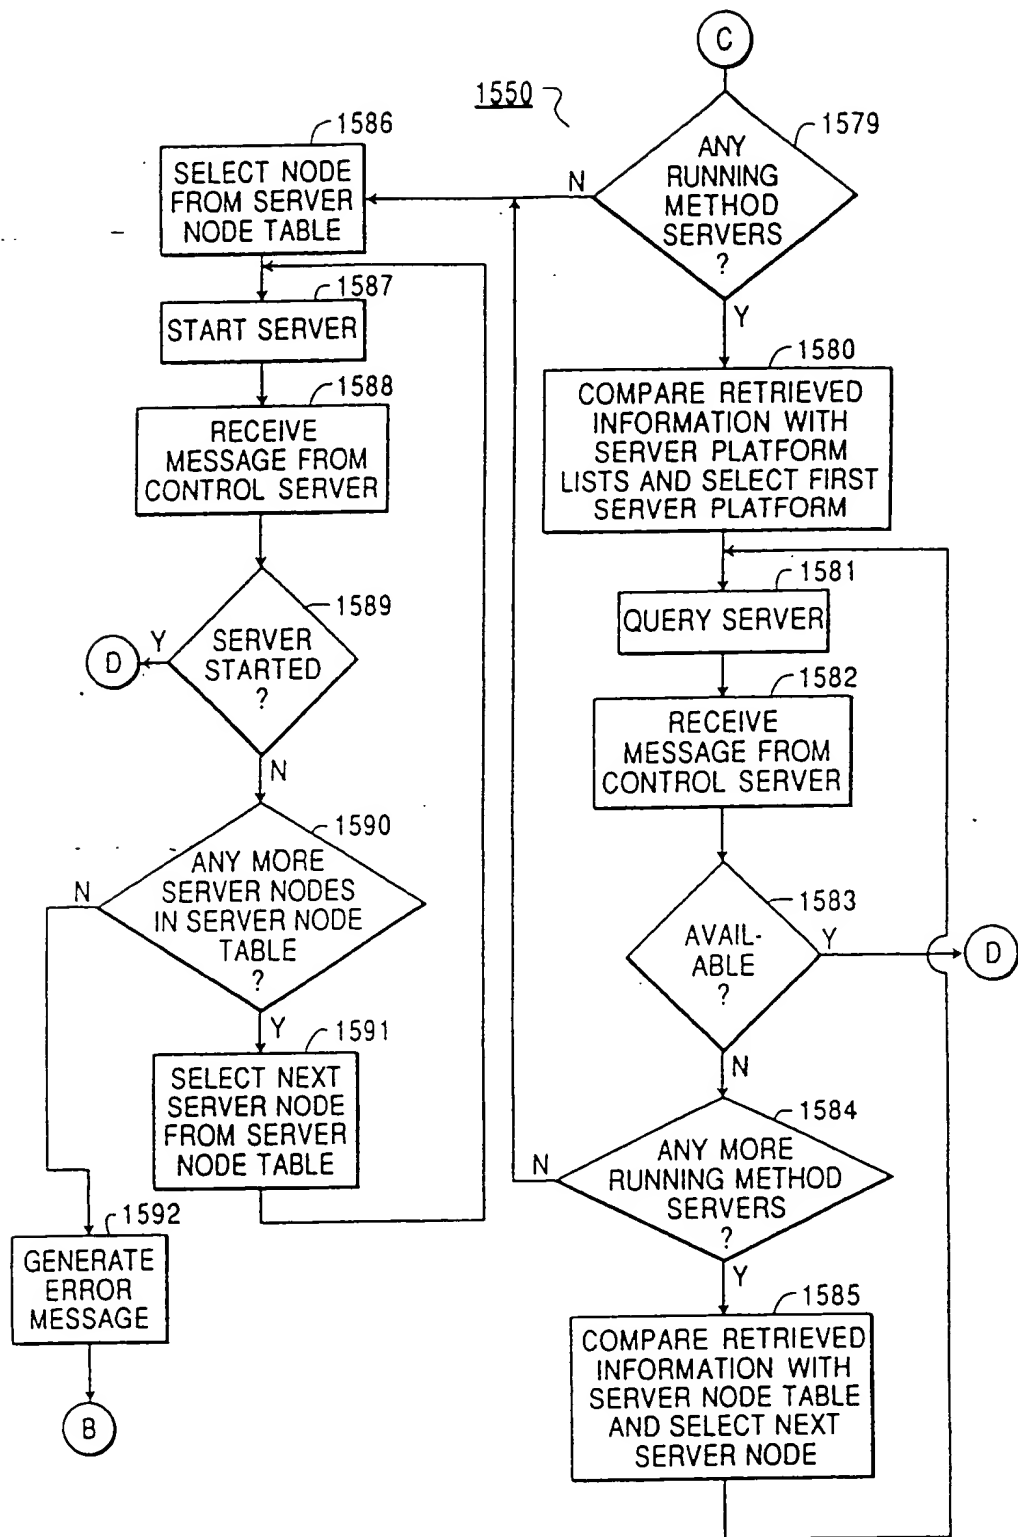 C
1550
1579
ANY
RUNNING
METHOD
SERVERS
?
N
Y
1586
SELECT NODE
FROM SERVER
NODE TABLE
1587
START SERVER
1588
RECEIVE
MESSAGE FROM
CONTROL SERVER
1589
SERVER
STARTED
?
Y
D
N
1590
ANY MORE
SERVER NODES
IN SERVER NODE
TABLE
?
N
Y
1591
SELECT NEXT
SERVER NODE
FROM SERVER
NODE TABLE
1592
GENERATE
ERROR
MESSAGE
B
1580
COMPARE RETRIEVED
INFORMATION WITH
SERVER PLATFORM
LISTS AND SELECT FIRST
SERVER PLATFORM
1581
QUERY SERVER
1582
RECEIVE
MESSAGE FROM
CONTROL SERVER
1583
AVAIL-
ABLE
?
Y
D
N
1584
ANY MORE
RUNNING METHOD
SERVERS
?
N
Y
1585
COMPARE RETRIEVED
INFORMATION WITH
SERVER NODE TABLE
AND SELECT NEXT
SERVER NODE